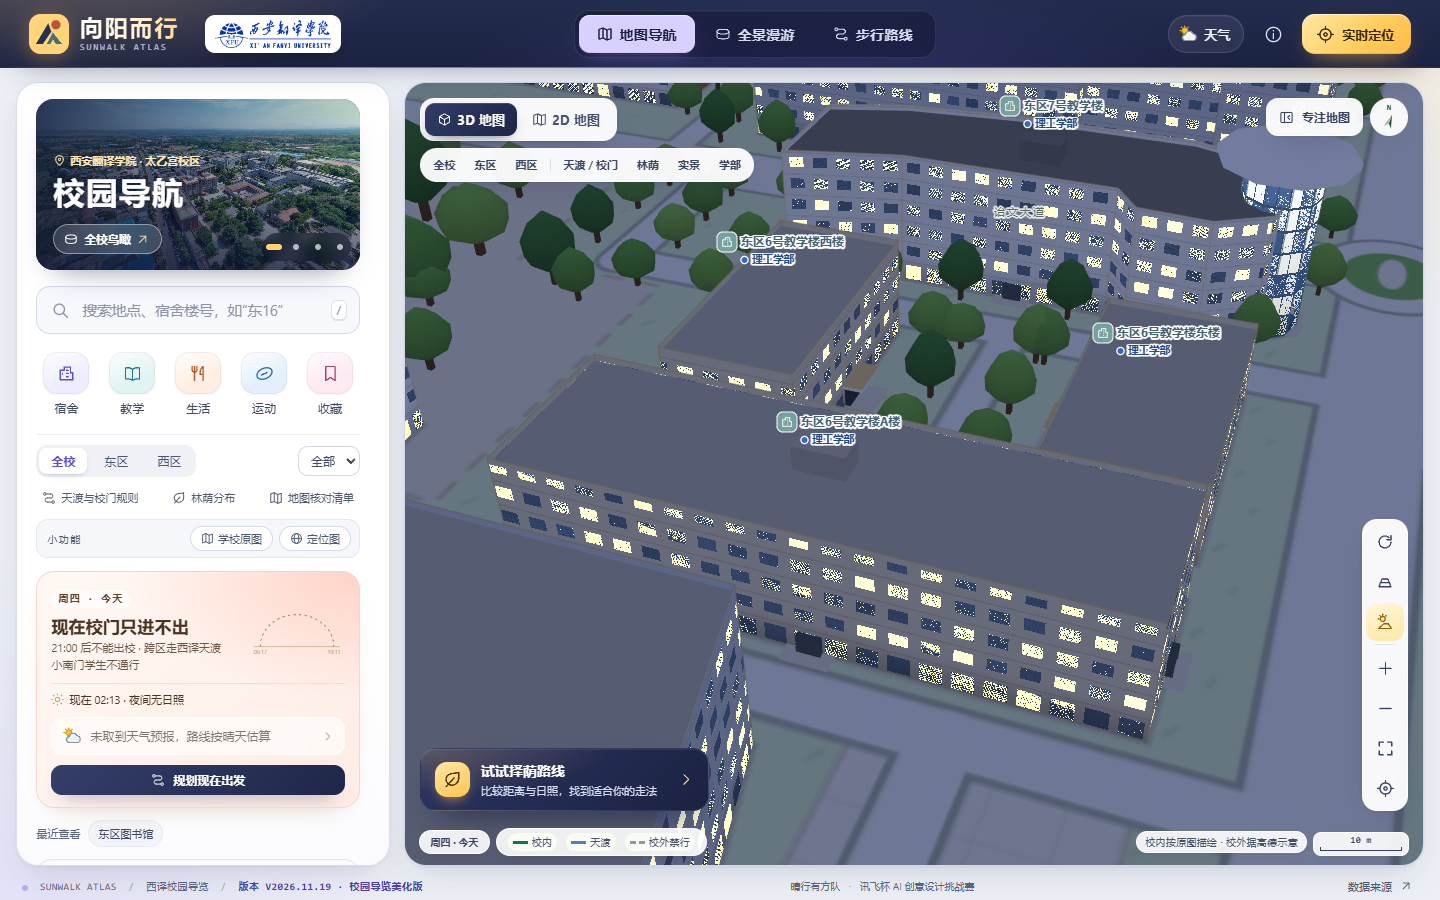 向阳而行
SUNWALK ATLAS
西安翻译学院
XI' AN FANYI UNIVERSITY
地图导航
全景漫游
步行路线
天气
实时定位
西安翻译学院 · 太乙宫校区
校园导航
全校鸟瞰
搜索地点、宿舍楼号，如“东16”
/
宿舍
教学
生活
运动
收藏
全校
东区
西区
全部
天渡与校门规则
林荫分布
地图核对清单
小功能
学校原图
定位图
周四 · 今天
现在校门只进不出
21:00 后不能出校 · 跨区走西译天渡
小南门学生不通行
现在 02:13 · 夜间无日照
未取到天气预报，路线按晴天估算
规划现在出发
最近查看
东区图书馆
3D 地图
2D 地图
全校
东区
西区
天渡 / 校门
林荫
实景
学部
专注地图
N
东区7号教学楼
理工学部
诒文大道
东区6号教学楼西楼
理工学部
东区6号教学楼东楼
理工学部
东区6号教学楼A楼
理工学部
试试择荫路线
比较距离与日照，找到适合你的走法
周四 · 今天
校内
天渡
校外禁行
校内按原图描绘 · 校外据高德示意
10 m
SUNWALK ATLAS / 西译校园导览 / 版本 V2026.11.19 · 校园导览美化版
晴行有方队 · 讯飞杯 AI 创意设计挑战赛
数据来源